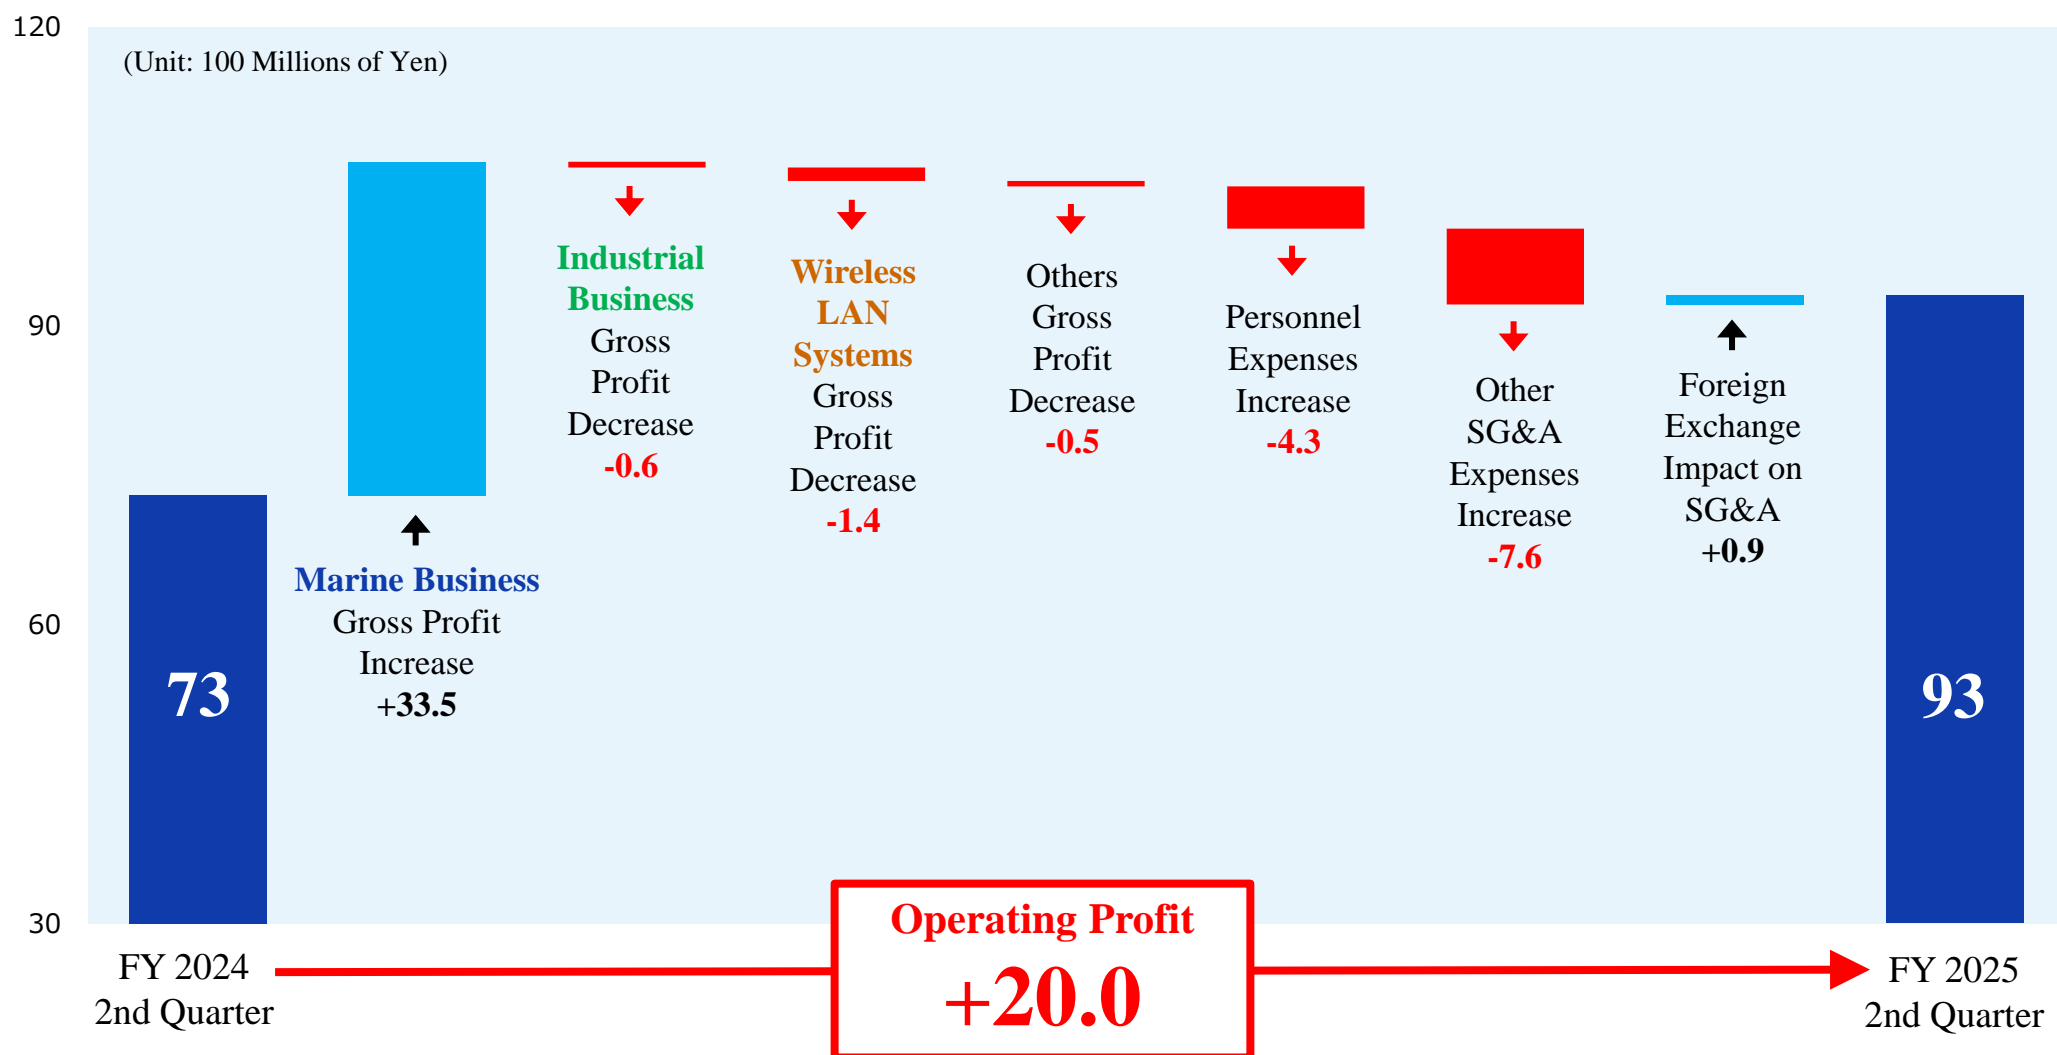 120
(Unit: 100 Millions of Yen)
90
60
30
73
Marine Business
Gross Profit
Increase
+33.5
Industrial
Business
Gross
Profit
Decrease
-0.6
Wireless
LAN
Systems
Gross
Profit
Decrease
-1.4
Others
Gross
Profit
Decrease
-0.5
Personnel
Expenses
Increase
-4.3
Other
SG&A
Expenses
Increase
-7.6
Foreign
Exchange
Impact on
SG&A
+0.9
93
FY 2024
2nd Quarter
Operating Profit
+20.0
FY 2025
2nd Quarter